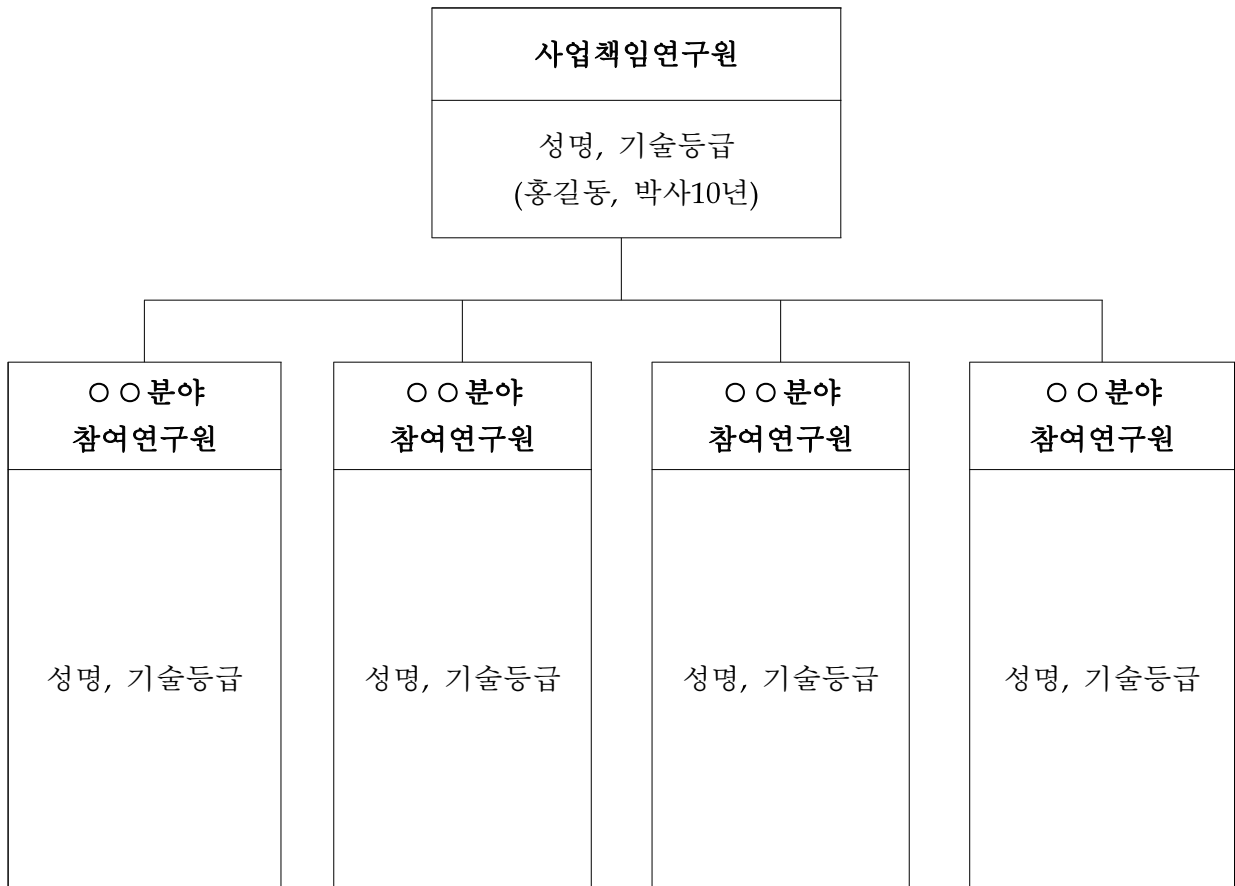 사업책임연구원
성명, 기술등급
(홍길동, 박사10년)
○○분야
참여연구원
성명, 기술등급
○○분야
참여연구원
성명, 기술등급
○○분야
참여연구원
성명, 기술등급
○○분야
참여연구원
성명, 기술등급